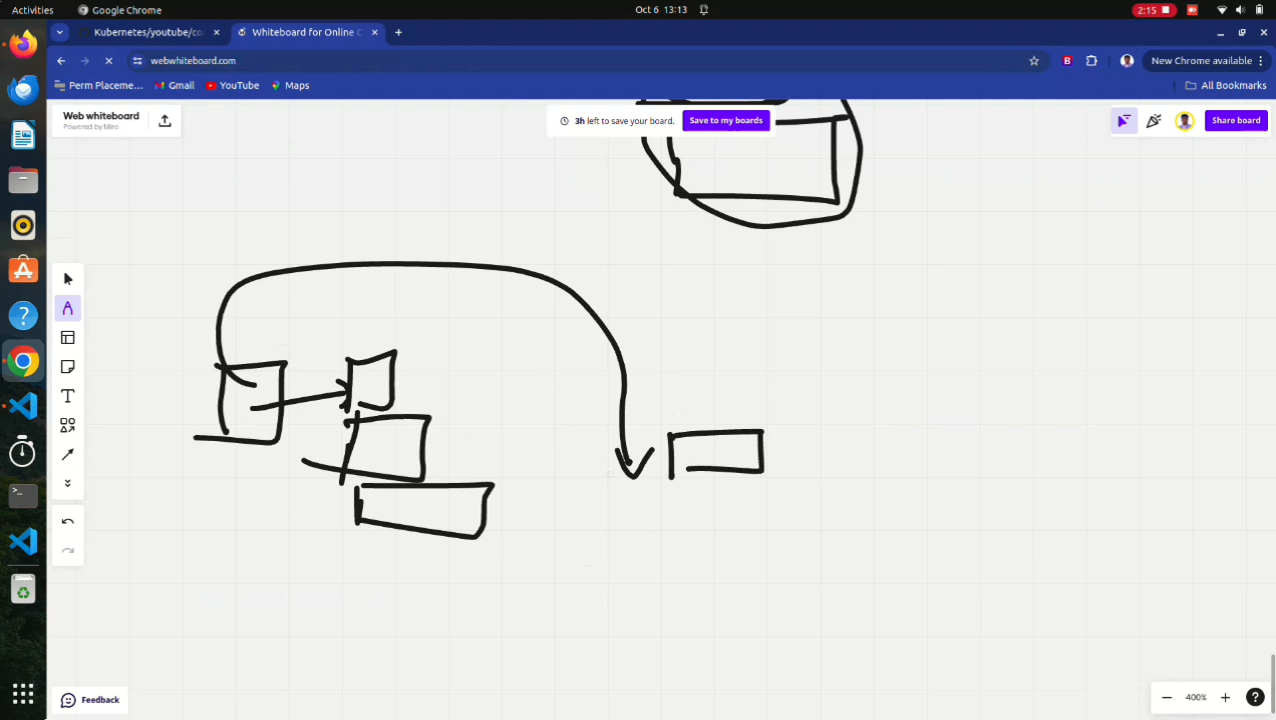 Activities
Google Chrome
Oct 6 13:13
2:15
Kubernetes/youtube/co
Whiteboard for Online C
webwhiteboard.com
New Chrome available
Perm Placeme...
Gmail
YouTube
Maps
All Bookmarks
Web whiteboard
Powered by Miro
3h left to save your board.
Save to my boards
Share board
Feedback
400%